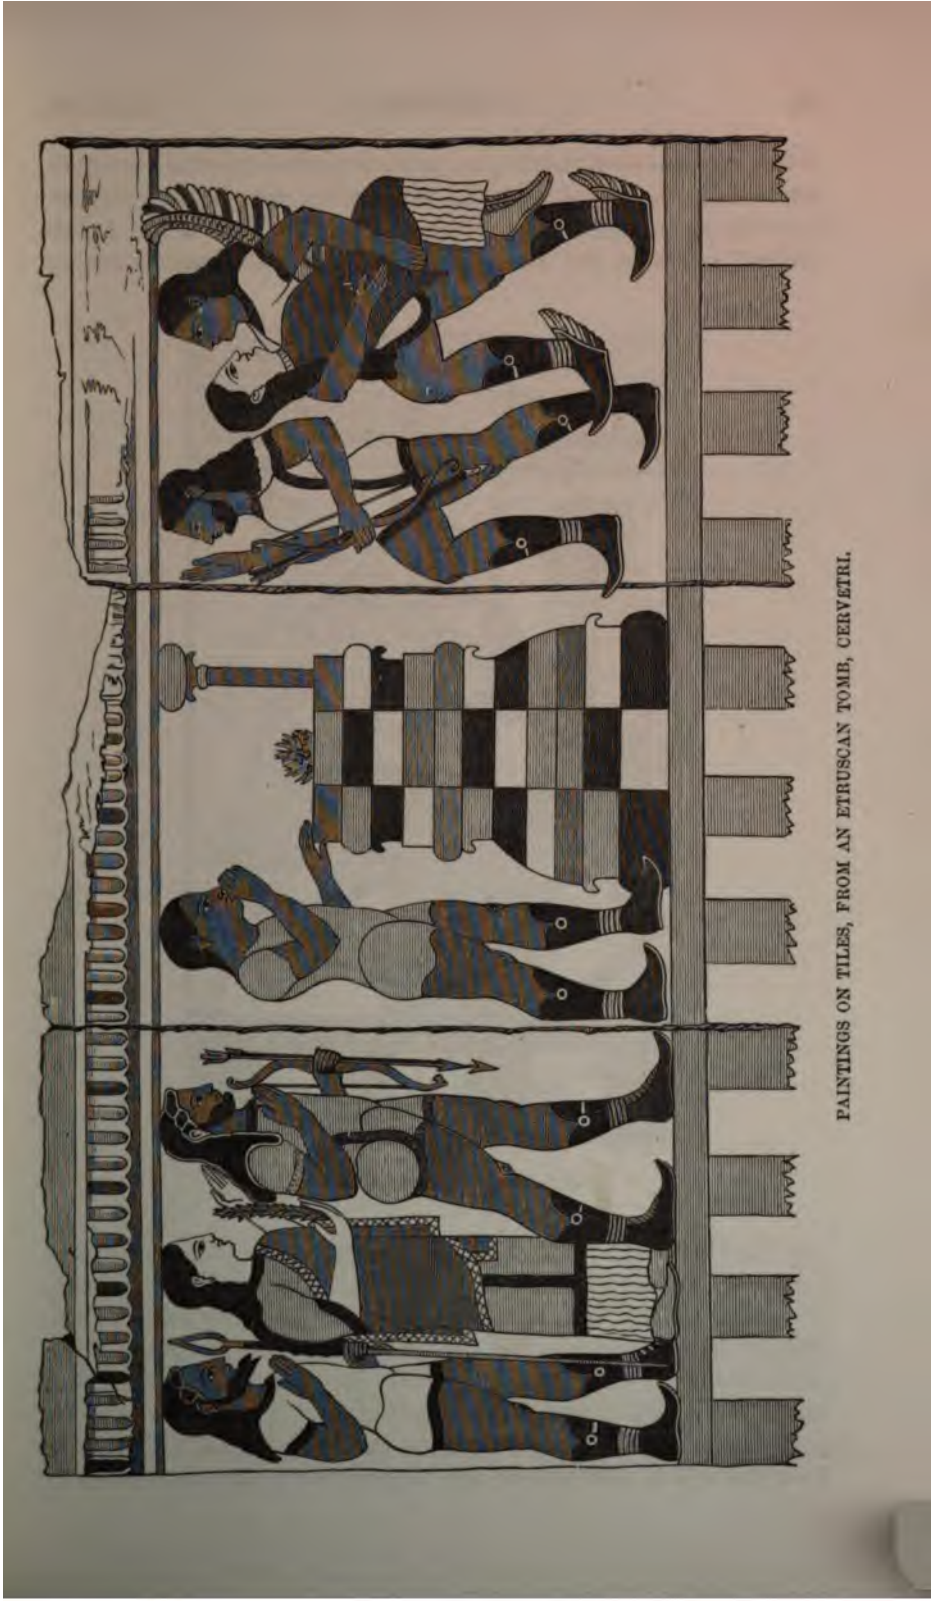 PAINTINGS ON TILES, FROM AN ETRUSCAN TOMB, CERVETRI.